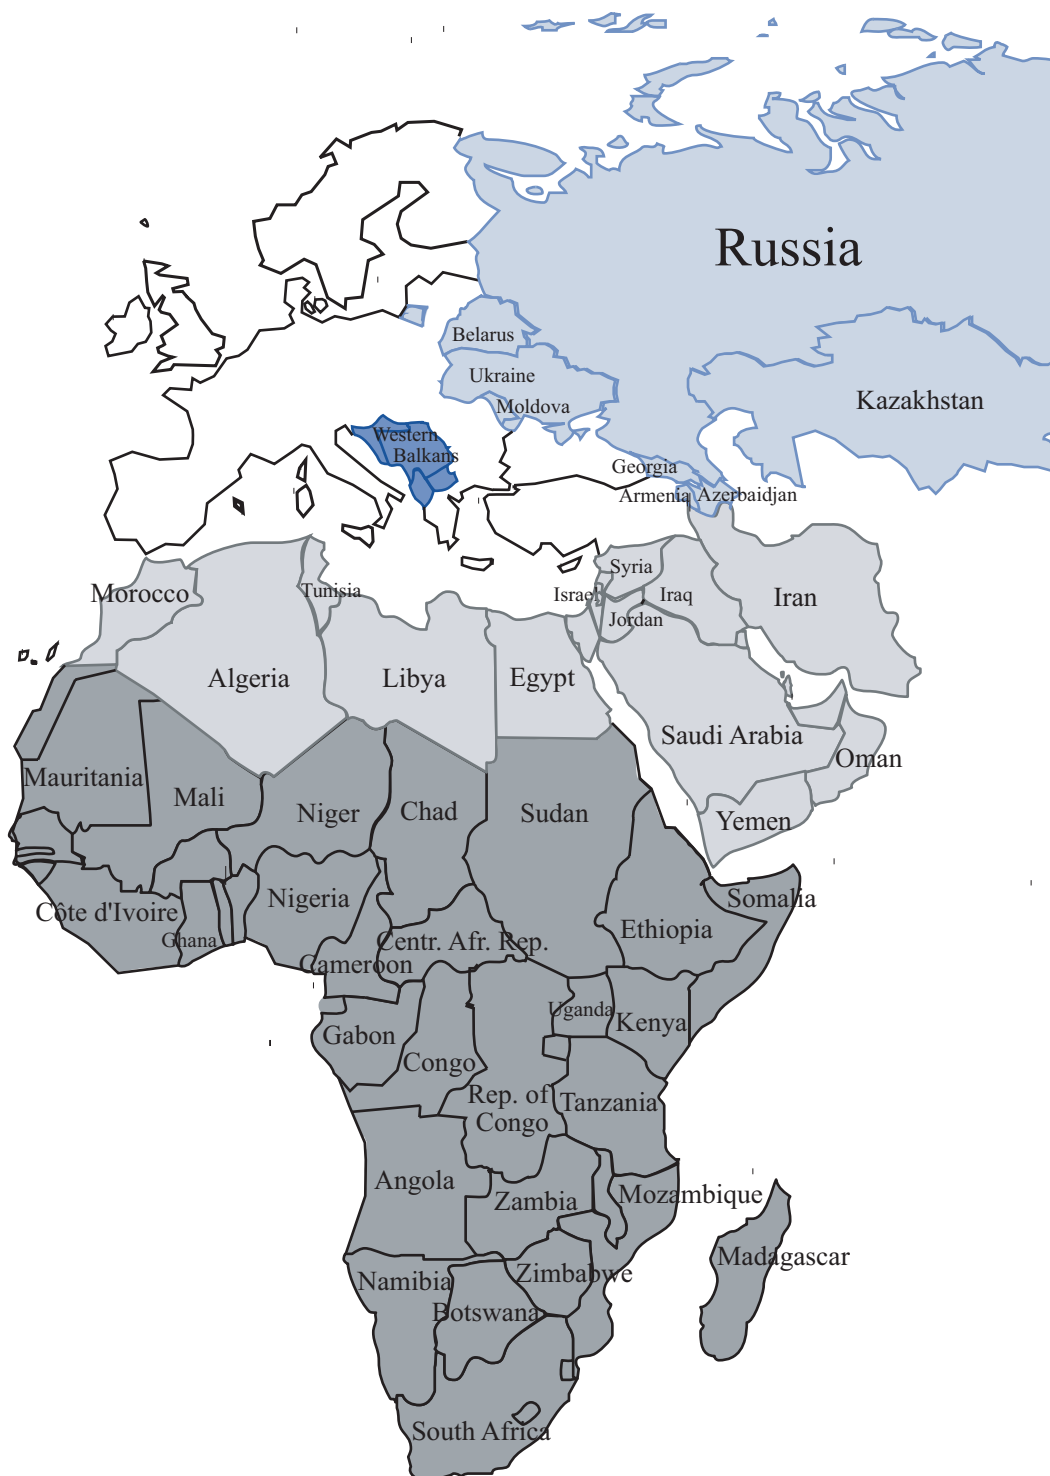 Russia
Belarus
Ukraine
Moldova
Kazakhstan
Western
Balkans
Georgia
Armenia
Azerbaidjan
Morocco
Tunisia
Syria
Israel
Iraq
Iran
Jordan
Algeria
Libya
Egypt
Saudi Arabia
Oman
Yemen
Mauritania
Mali
Niger
Chad
Sudan
Nigeria
Somalia
Côte d'Ivoire
Ghana
Ethiopia
Centr. Afr. Rep.
Cameroon
Uganda
Kenya
Gabon
Congo
Rep. of
Congo
Tanzania
Angola
Zambia
Mozambique
Madagascar
Namibia
Zimbabwe
Botswana
South Africa